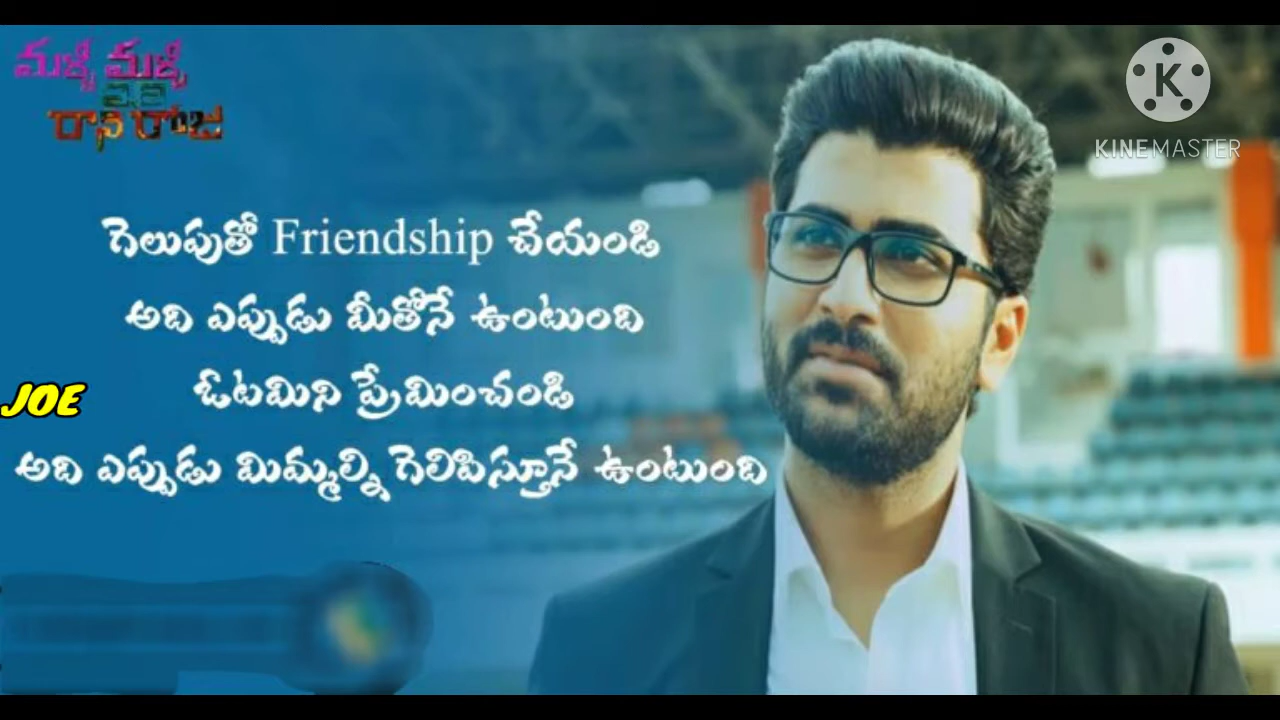 మళ్ళీ మళ్ళీ
ఇది
రాని రోజు
KINEMASTER
గెలుపుతో Friendship చేయండి
అది ఎప్పుడు మీతోనే ఉంటుంది
JOE
ఓటమిని ప్రేమించండి
అది ఎప్పుడు మిమ్మల్ని గెలిపిస్తూనే ఉంటుంది